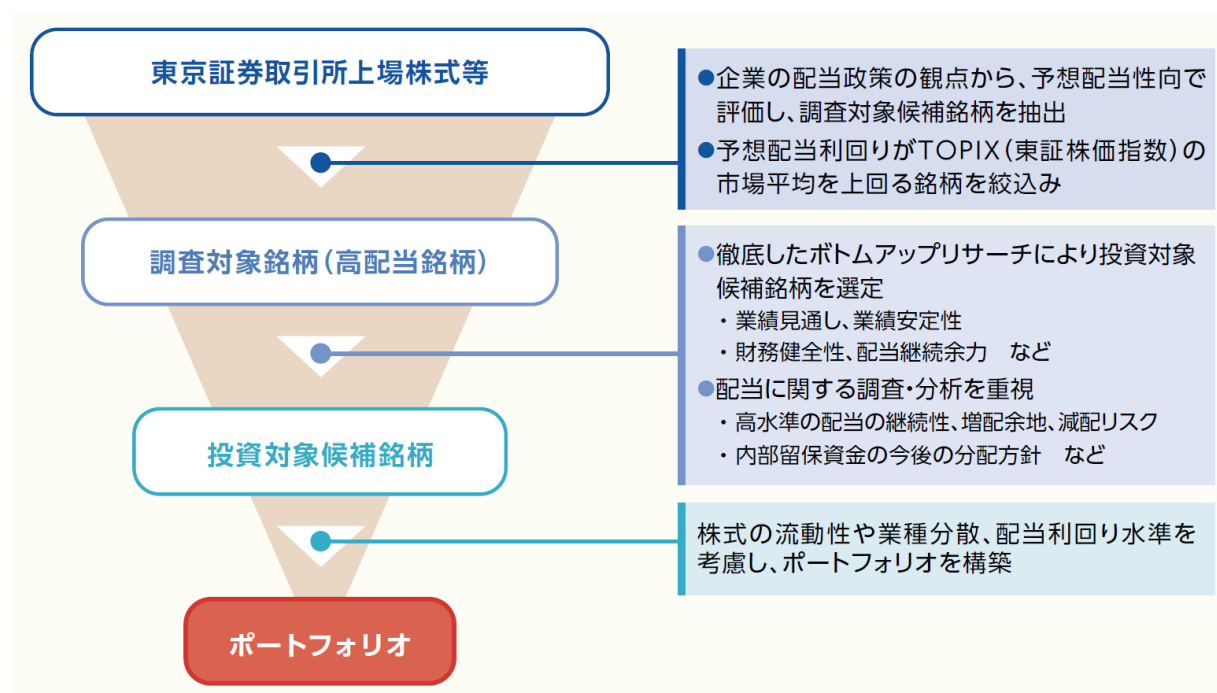 東京証券取引所上場株式等
●企業の配当政策の観点から、予想配当性向で
評価し、調査対象候補銘柄を抽出
●予想配当利回りがTOPIX(東証株価指数)の
市場平均を上回る銘柄を絞込み
調査対象銘柄(高配当銘柄)
●徹底したボトムアップリサーチにより投資対象
候補銘柄を選定
・業績見通し、業績安定性
・財務健全性、配当継続余力　など
●配当に関する調査・分析を重視
・高水準の配当の継続性、増配余地、減配リスク
・内部留保資金の今後の分配方針　など
投資対象候補銘柄
株式の流動性や業種分散、配当利回り水準を
考慮し、ポートフォリオを構築
ポートフォリオ